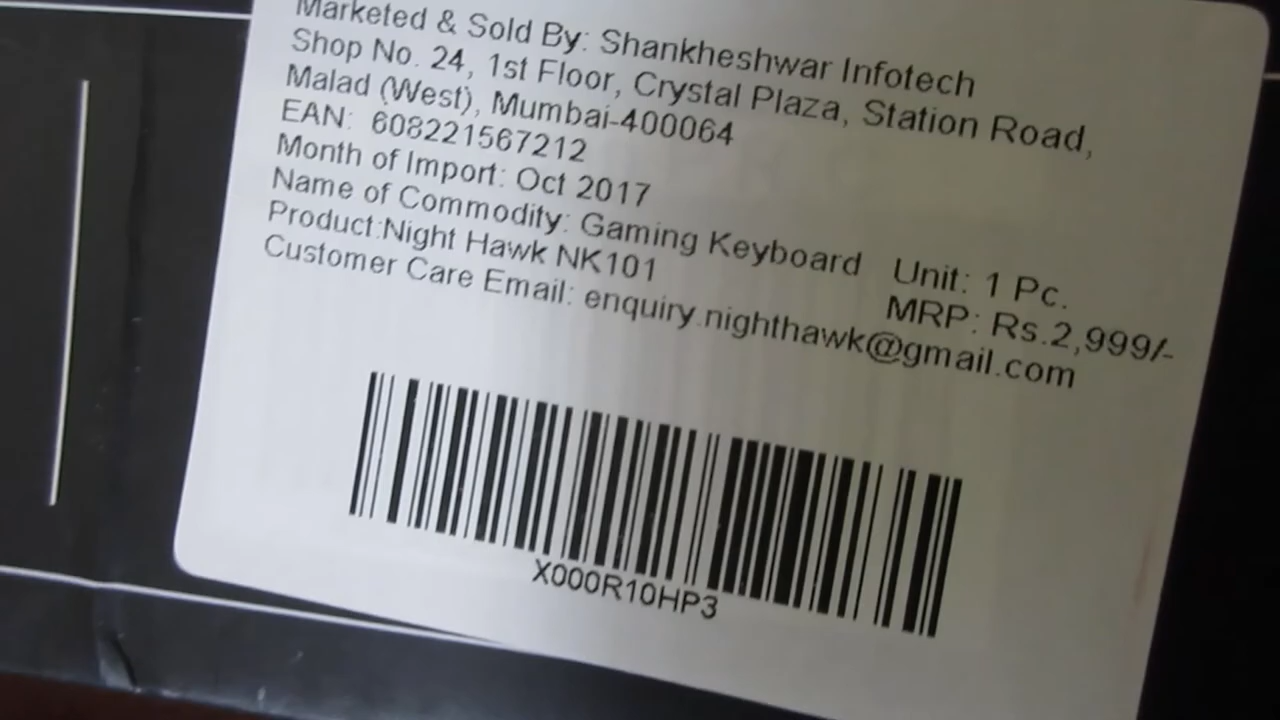 Marketed & Sold By: Shankheshwar Infotech
Shop No. 24, 1st Floor, Crystal Plaza, Station Road,
Malad (West), Mumbai-400064
EAN: 608221567212
Month of Import: Oct 2017
Name of Commodity: Gaming Keyboard Unit: 1 Pc.
Product:Night Hawk NK101 MRP: Rs.2,999/-
Customer Care Email: enquiry.nighthawk@gmail.com
X000R10HP3